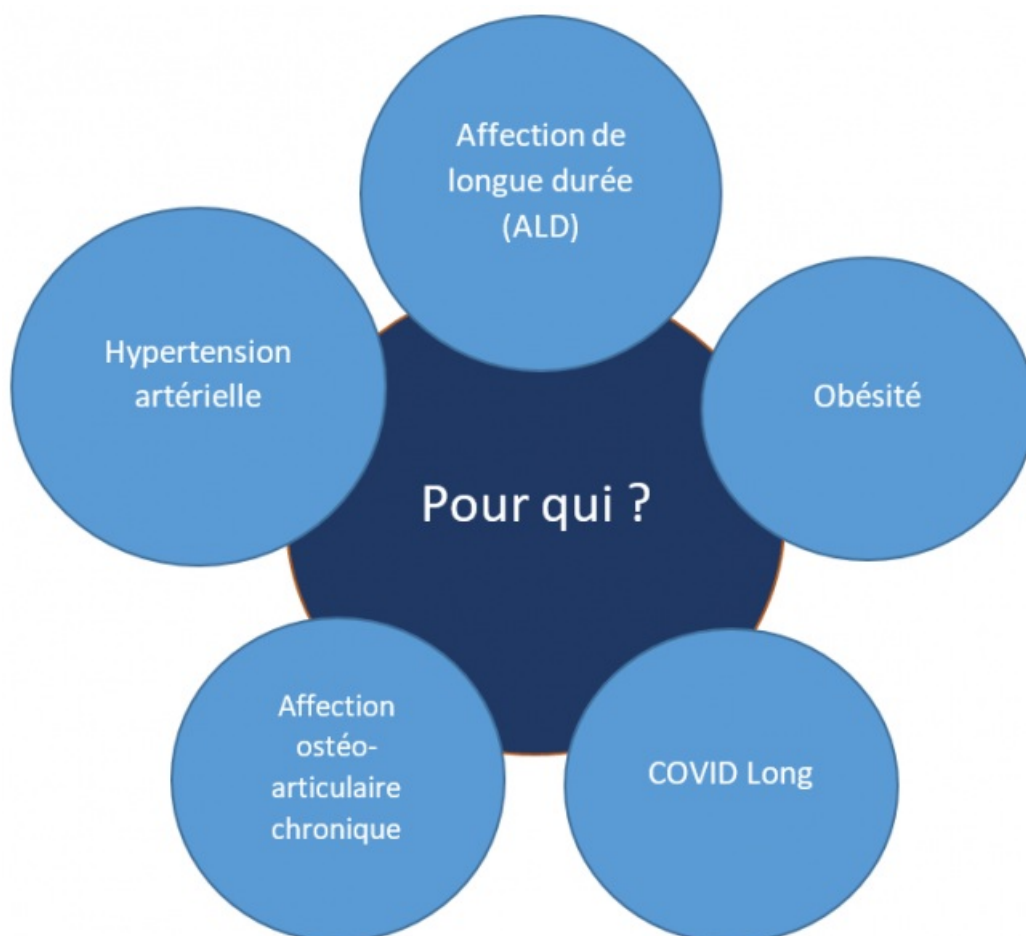 Affection de
longue durée
(ALD)
Hypertension
artérielle
Obésité
Pour qui ?
Affection
ostéo-
articulaire
chronique
COVID Long